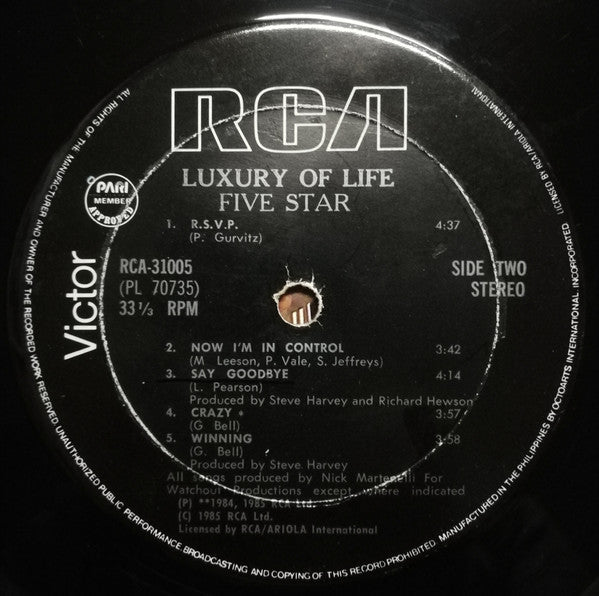 RCA
LUXURY OF LIFE
FIVE STAR
1. R.S.V.P. 4:37
(P. Gurvitz)
PARI
MEMBER
APPROVED
Victor
RCA-31005
(PL 70735)
33 1/3 RPM
SIDE TWO
STEREO
2. NOW I'M IN CONTROL 3:42
(M. Leeson, P. Vale, S. Jeffreys)
3. SAY GOODBYE 4:14
(L. Pearson)
Produced by Steve Harvey and Richard Hewson
4. CRAZY * 3:57
(G. Bell)
5. WINNING 3:58
(G. Bell)
Produced by Steve Harvey
All songs produced by Nick Martenelli For
Watchout Productions except where indicated
(P) **1984, 1985 RCA Ltd.
(C) 1985 RCA Ltd.
Licensed by RCA/ARIOLA International
ALL RIGHTS OF THE MANUFACTURER AND OWNER OF THE RECORDED WORK RESERVED UNAUTHORIZED PUBLIC PERFORMANCE, BROADCASTING AND COPYING OF THIS RECORD PROHIBITED MANUFACTURED IN THE PHILIPPINES BY OCTOARTS INTERNATIONAL INCORPORATED LICENSED BY RCA/ARIOLA INTERNATIONAL